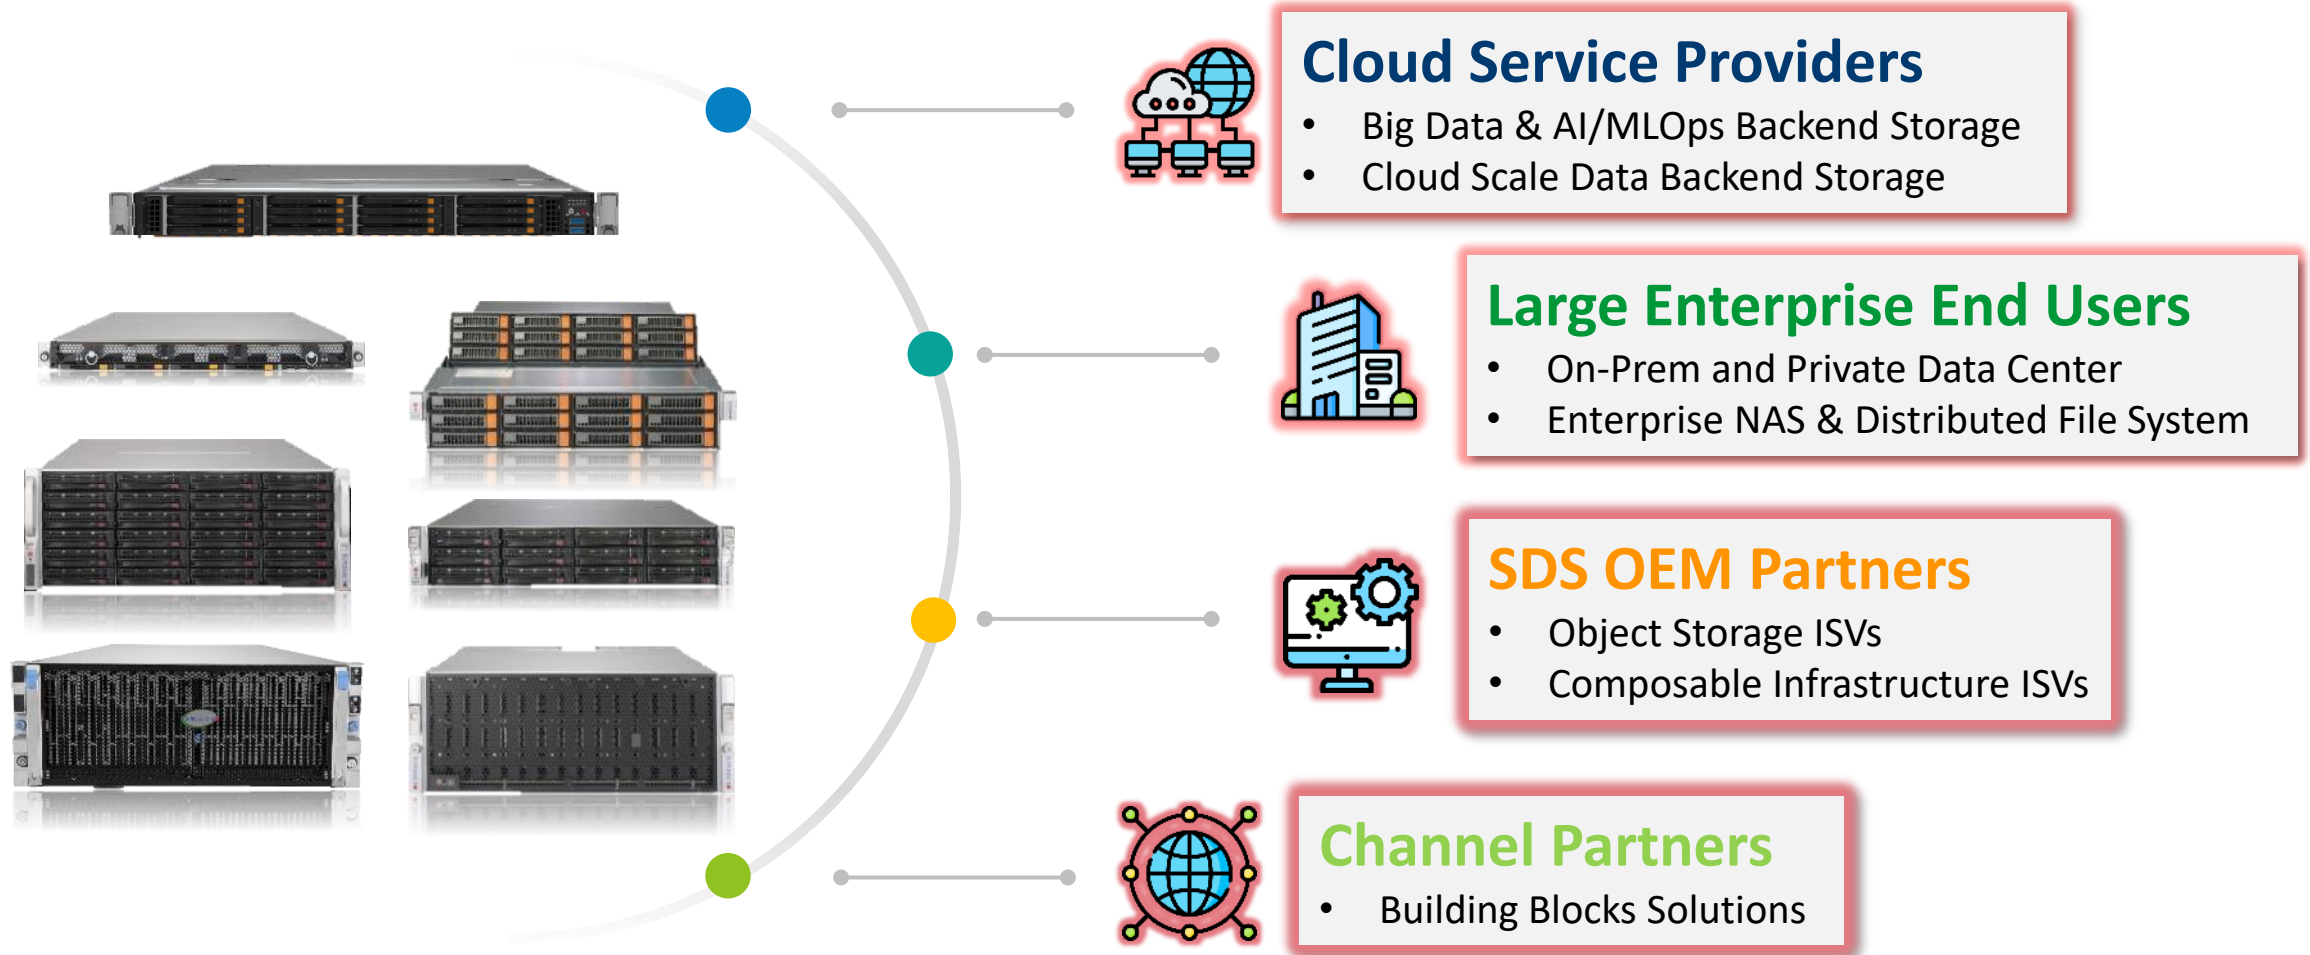 Cloud Service Providers
• Big Data & AI/MLOps Backend Storage
• Cloud Scale Data Backend Storage
Large Enterprise End Users
• On-Prem and Private Data Center
• Enterprise NAS & Distributed File System
SDS OEM Partners
• Object Storage ISVs
• Composable Infrastructure ISVs
Channel Partners
• Building Blocks Solutions